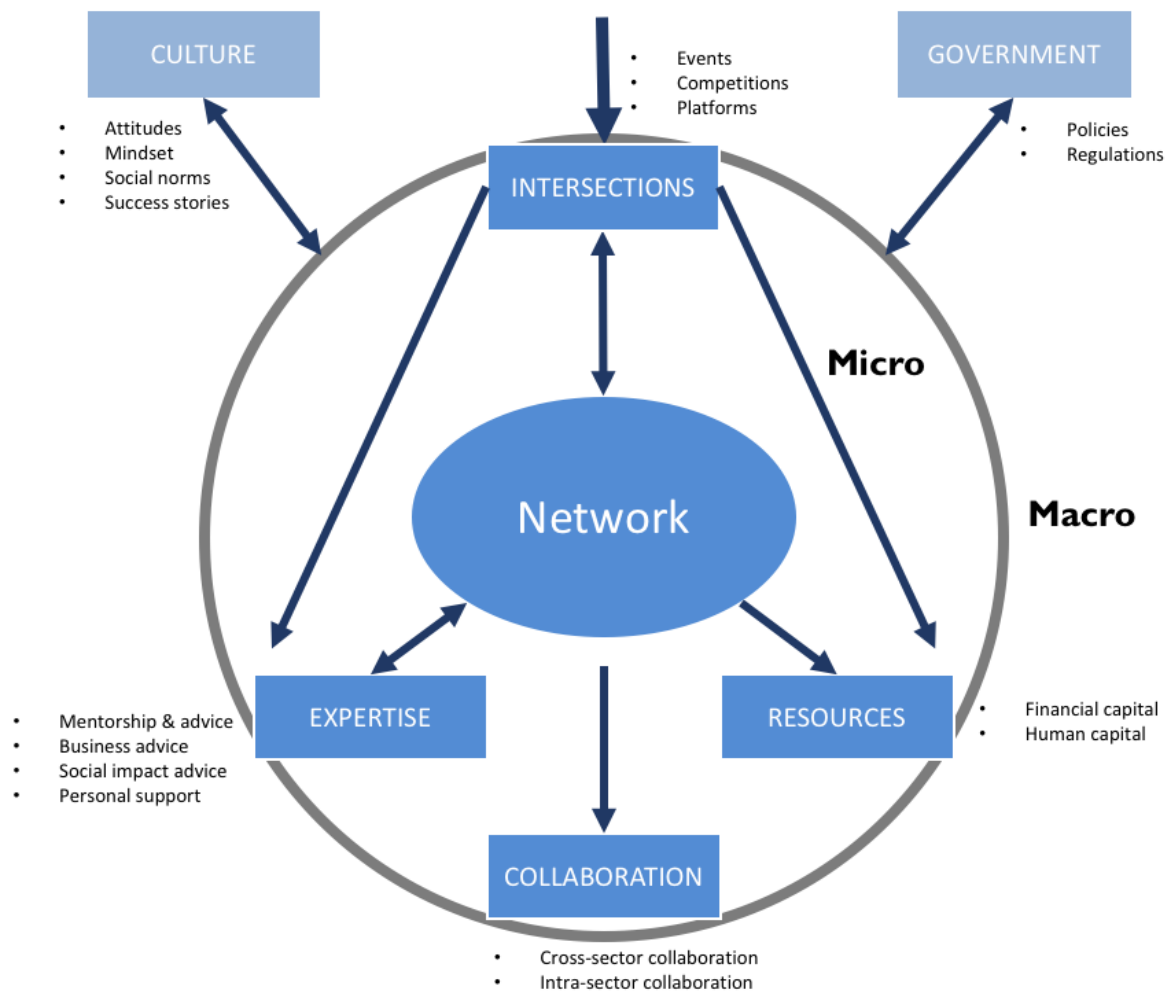 CULTURE
• Attitudes
• Mindset
• Social norms
• Success stories
• Events
• Competitions
• Platforms
GOVERNMENT
• Policies
• Regulations
INTERSECTIONS
Micro
Macro
Network
EXPERTISE
• Mentorship & advice
• Business advice
• Social impact advice
• Personal support
RESOURCES
• Financial capital
• Human capital
COLLABORATION
• Cross-sector collaboration
• Intra-sector collaboration